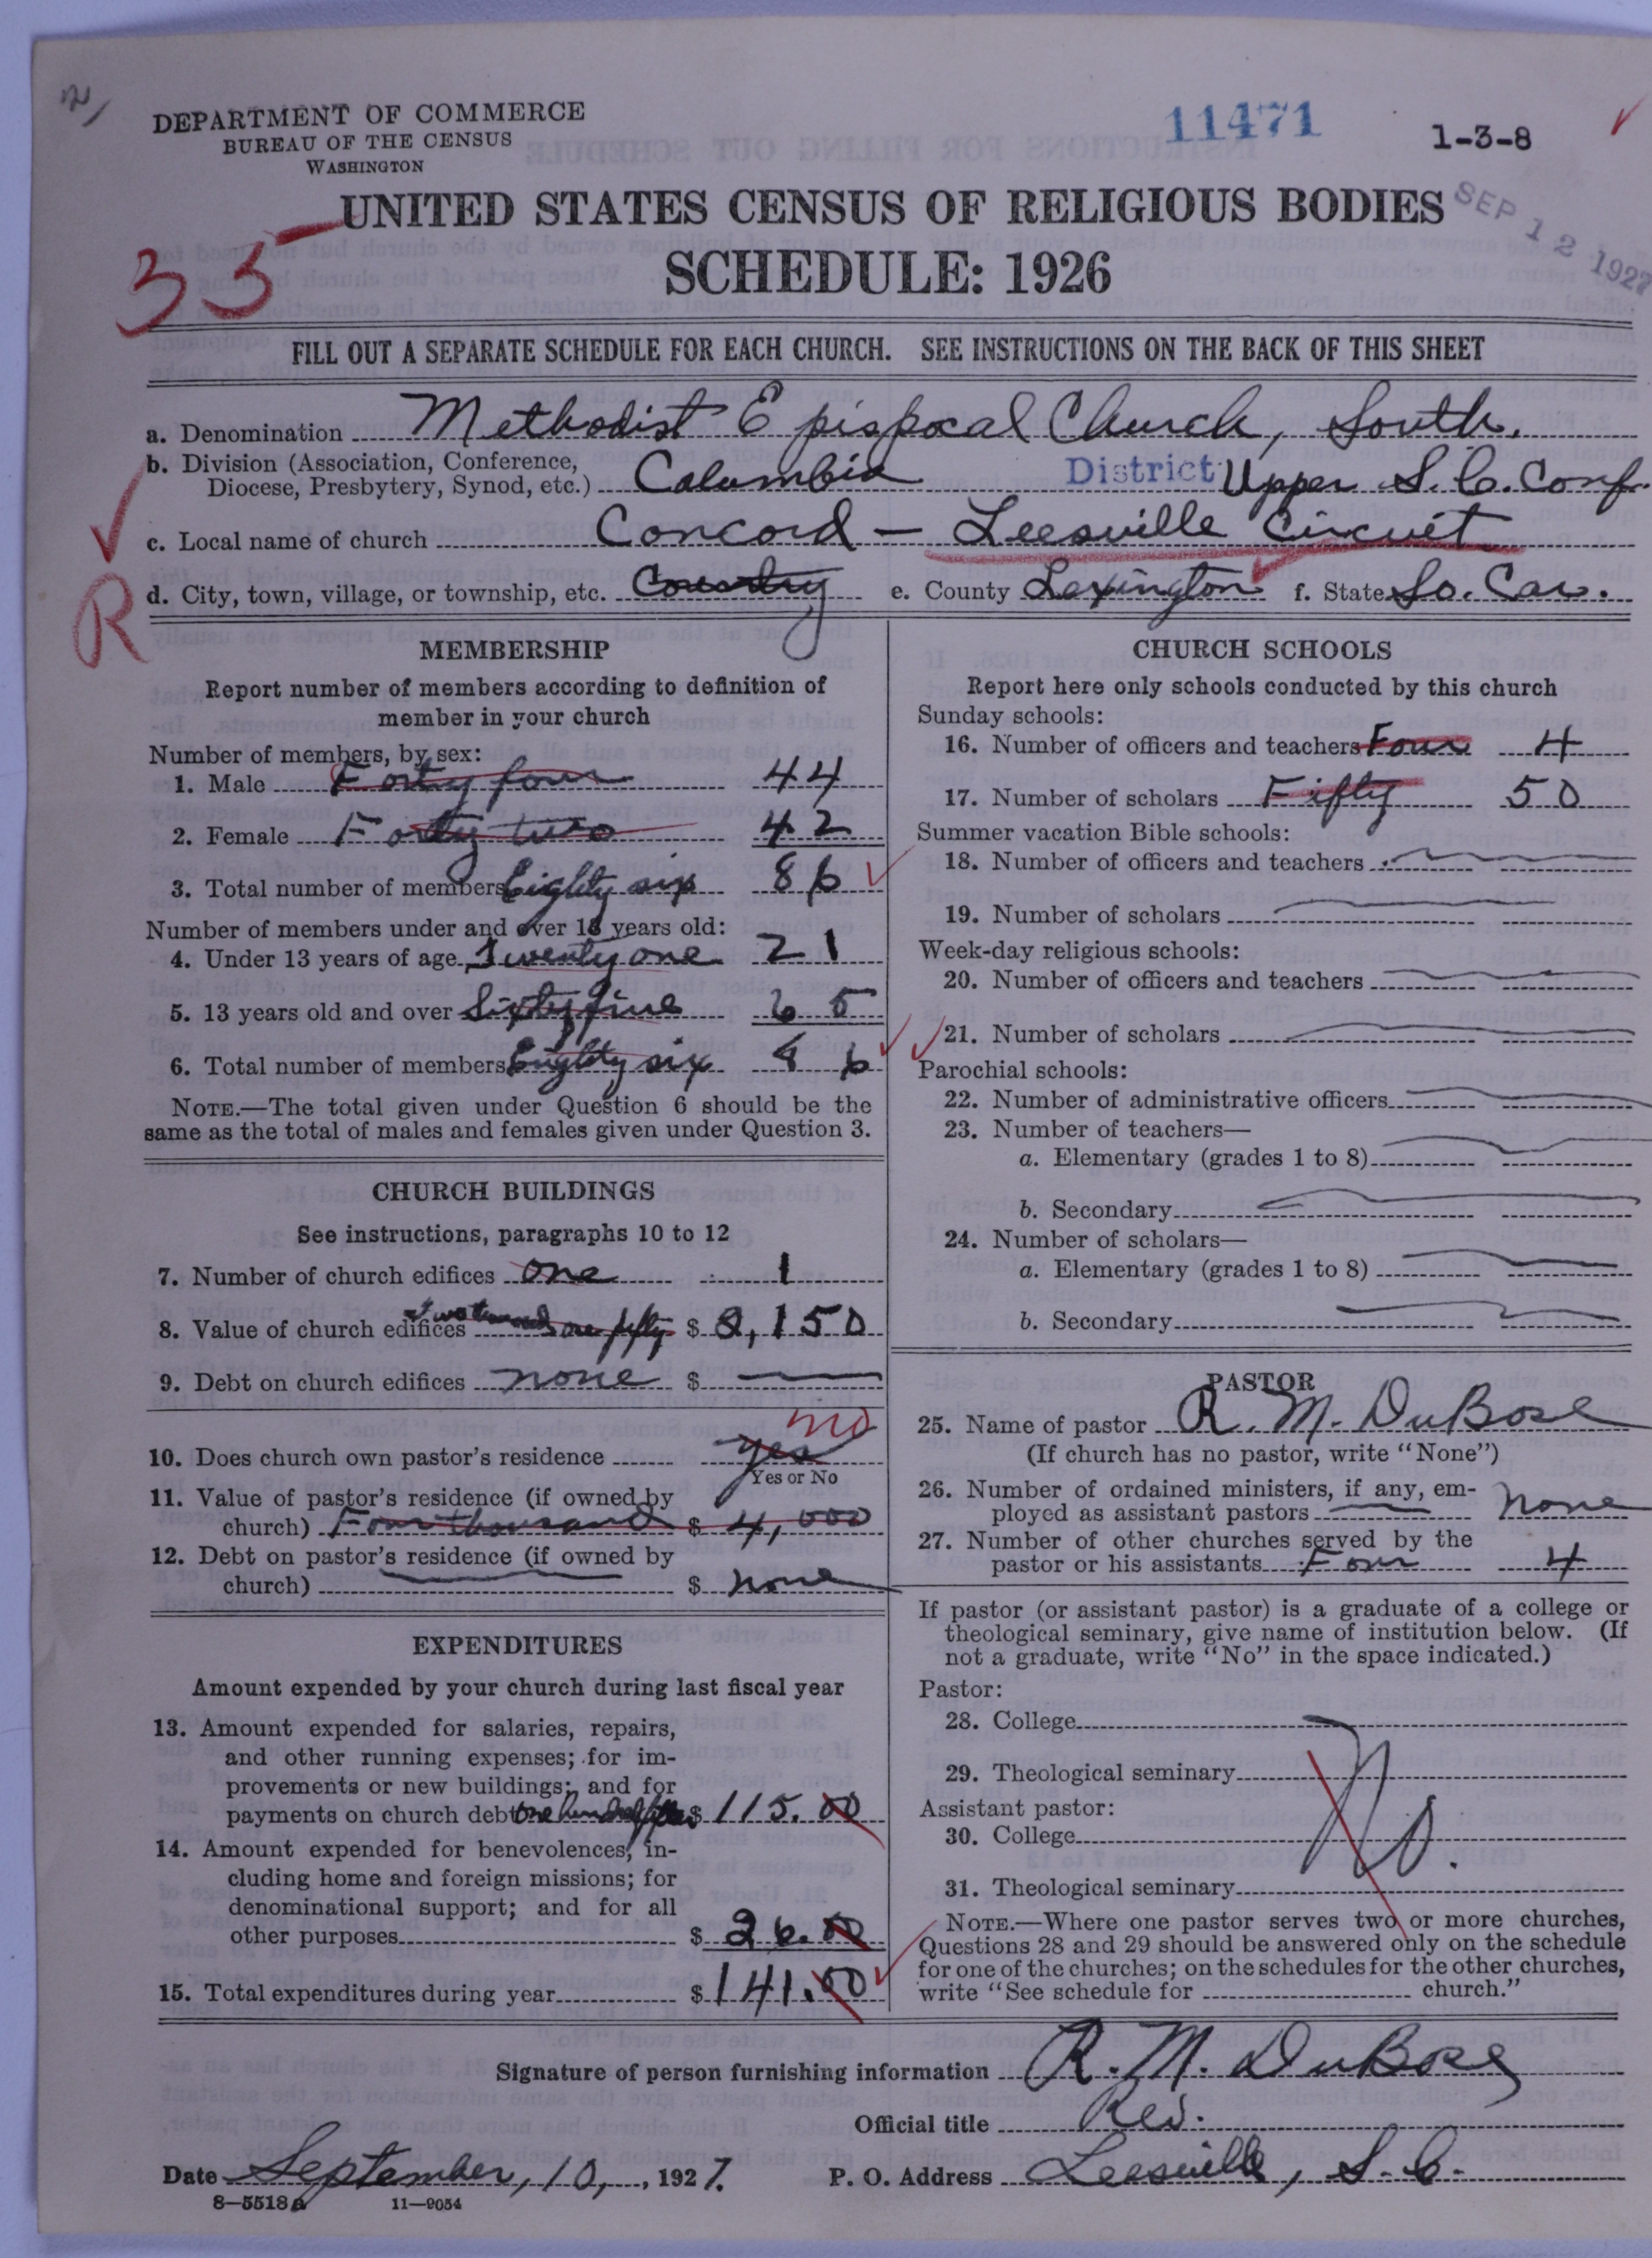 DEPARTMENT OF COMMERCE
BUREAU OF THE CENSUS
WASHINGTON
11471
1-3-8
SEP 12 1927
35
UNITED STATES CENSUS OF RELIGIOUS BODIES
SCHEDULE: 1926
FILL OUT A SEPARATE SCHEDULE FOR EACH CHURCH. SEE INSTRUCTIONS ON THE BACK OF THIS SHEET
a. Denomination Methodist Epispocal Church, South.
b. Division (Association, Conference, Diocese, Presbytery, Synod, etc.) Columbia District Upper S.C. Conf.
c. Local name of church Concord - Leesville Circuit
R
d. City, town, village, or township, etc. Country e. County Lexington f. State So. Car.
MEMBERSHIP
Report number of members according to definition of
member in your church
Number of members, by sex:
1. Male Forty four 44
2. Female Forty two 42
3. Total number of members Eighty six 86
Number of members under and over 13 years old:
4. Under 13 years of age Twenty one 21
5. 13 years old and over Sixty five 65
6. Total number of members Eighty six 86
NOTE.—The total given under Question 6 should be the
same as the total of males and females given under Question 3.
CHURCH BUILDINGS
See instructions, paragraphs 10 to 12
7. Number of church edifices one 1
8. Value of church edifices one fifty $ 2,150
9. Debt on church edifices none $
10. Does church own pastor's residence yes no
Yes or No
11. Value of pastor's residence (if owned by
church) Four thousand $ 4,000
12. Debt on pastor's residence (if owned by
church) $ none
EXPENDITURES
Amount expended by your church during last fiscal year
13. Amount expended for salaries, repairs,
and other running expenses; for im-
provements or new buildings; and for
payments on church debt one hundred $ 115.00
14. Amount expended for benevolences, in-
cluding home and foreign missions; for
denominational support; and for all
other purposes $ 26.00
15. Total expenditures during year $ 141.00
CHURCH SCHOOLS
Report here only schools conducted by this church
Sunday schools:
16. Number of officers and teachers Four 4
17. Number of scholars Fifty 50
Summer vacation Bible schools:
18. Number of officers and teachers
19. Number of scholars
Week-day religious schools:
20. Number of officers and teachers
21. Number of scholars
Parochial schools:
22. Number of administrative officers
23. Number of teachers—
a. Elementary (grades 1 to 8)
b. Secondary
24. Number of scholars—
a. Elementary (grades 1 to 8)
b. Secondary
PASTOR
25. Name of pastor R. M. DuBose
(If church has no pastor, write "None")
26. Number of ordained ministers, if any, em-
ployed as assistant pastors none
27. Number of other churches served by the
pastor or his assistants Four 4
If pastor (or assistant pastor) is a graduate of a college or
theological seminary, give name of institution below. (If
not a graduate, write "No" in the space indicated.)
Pastor:
28. College
29. Theological seminary
No.
Assistant pastor:
30. College
31. Theological seminary
NOTE.—Where one pastor serves two or more churches,
Questions 28 and 29 should be answered only on the schedule
for one of the churches; on the schedules for the other churches,
write "See schedule for church."
Signature of person furnishing information R. M. DuBose
Official title Rev.
Date September, 10, 1927. P. O. Address Leesville, S.C.
8-5518a 11-9054